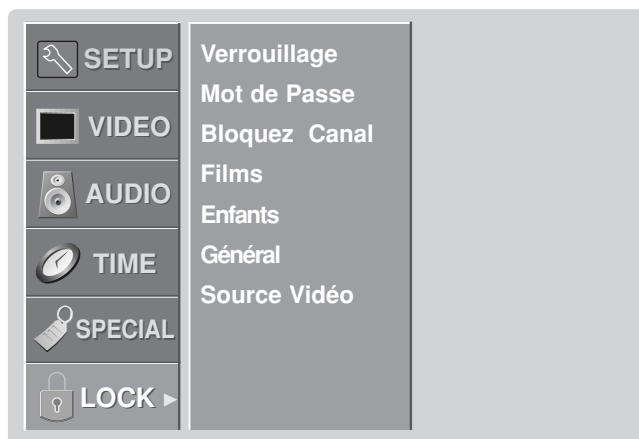 SETUP
VIDEO
AUDIO
TIME
SPECIAL
LOCK ►
Verrouillage
Mot de Passe
Bloquez Canal
Films
Enfants
Général
Source Vidéo